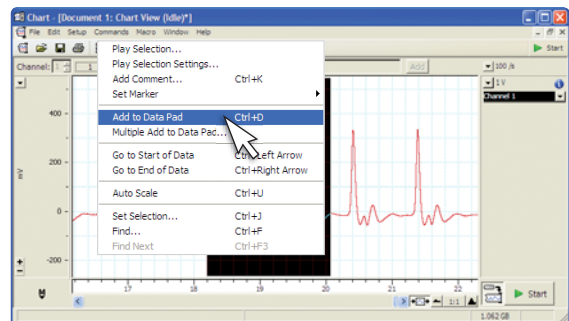 Chart - [Document 1: Chart View (Idle)*]
File Edit Setup Commands Macro Window Help
Start
Channel: 1 1 Add 100 /s
Play Selection...
Play Selection Settings...
Add Comment... Ctrl+K
Set Marker
Add to Data Pad Ctrl+D
Multiple Add to Data Pad...
Go to Start of Data Ctrl+Left Arrow
Go to End of Data Ctrl+Right Arrow
Auto Scale Ctrl+U
Set Selection... Ctrl+J
Find... Ctrl+F
Find Next Ctrl+F3
1 V
Channel 1
400
200
0
-200
mV
17 18 19 20 21 22
1:1
Start
1.062 GB